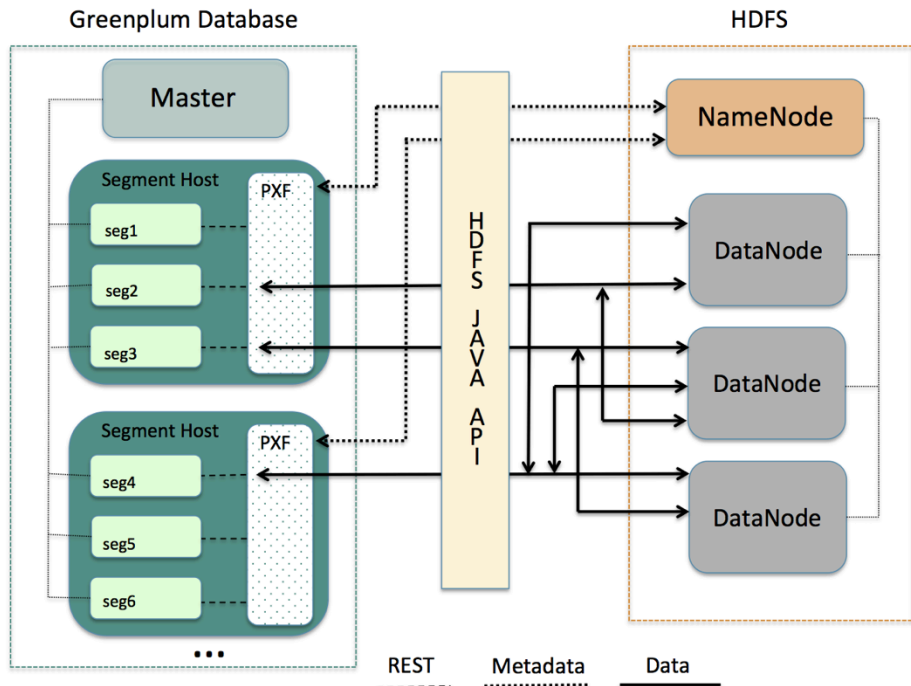 Greenplum Database
HDFS
Master
NameNode
Segment Host
PXF
seg1
seg2
seg3
HDFS JAVA API
DataNode
DataNode
DataNode
Segment Host
PXF
seg4
seg5
seg6
...
REST
Metadata
Data